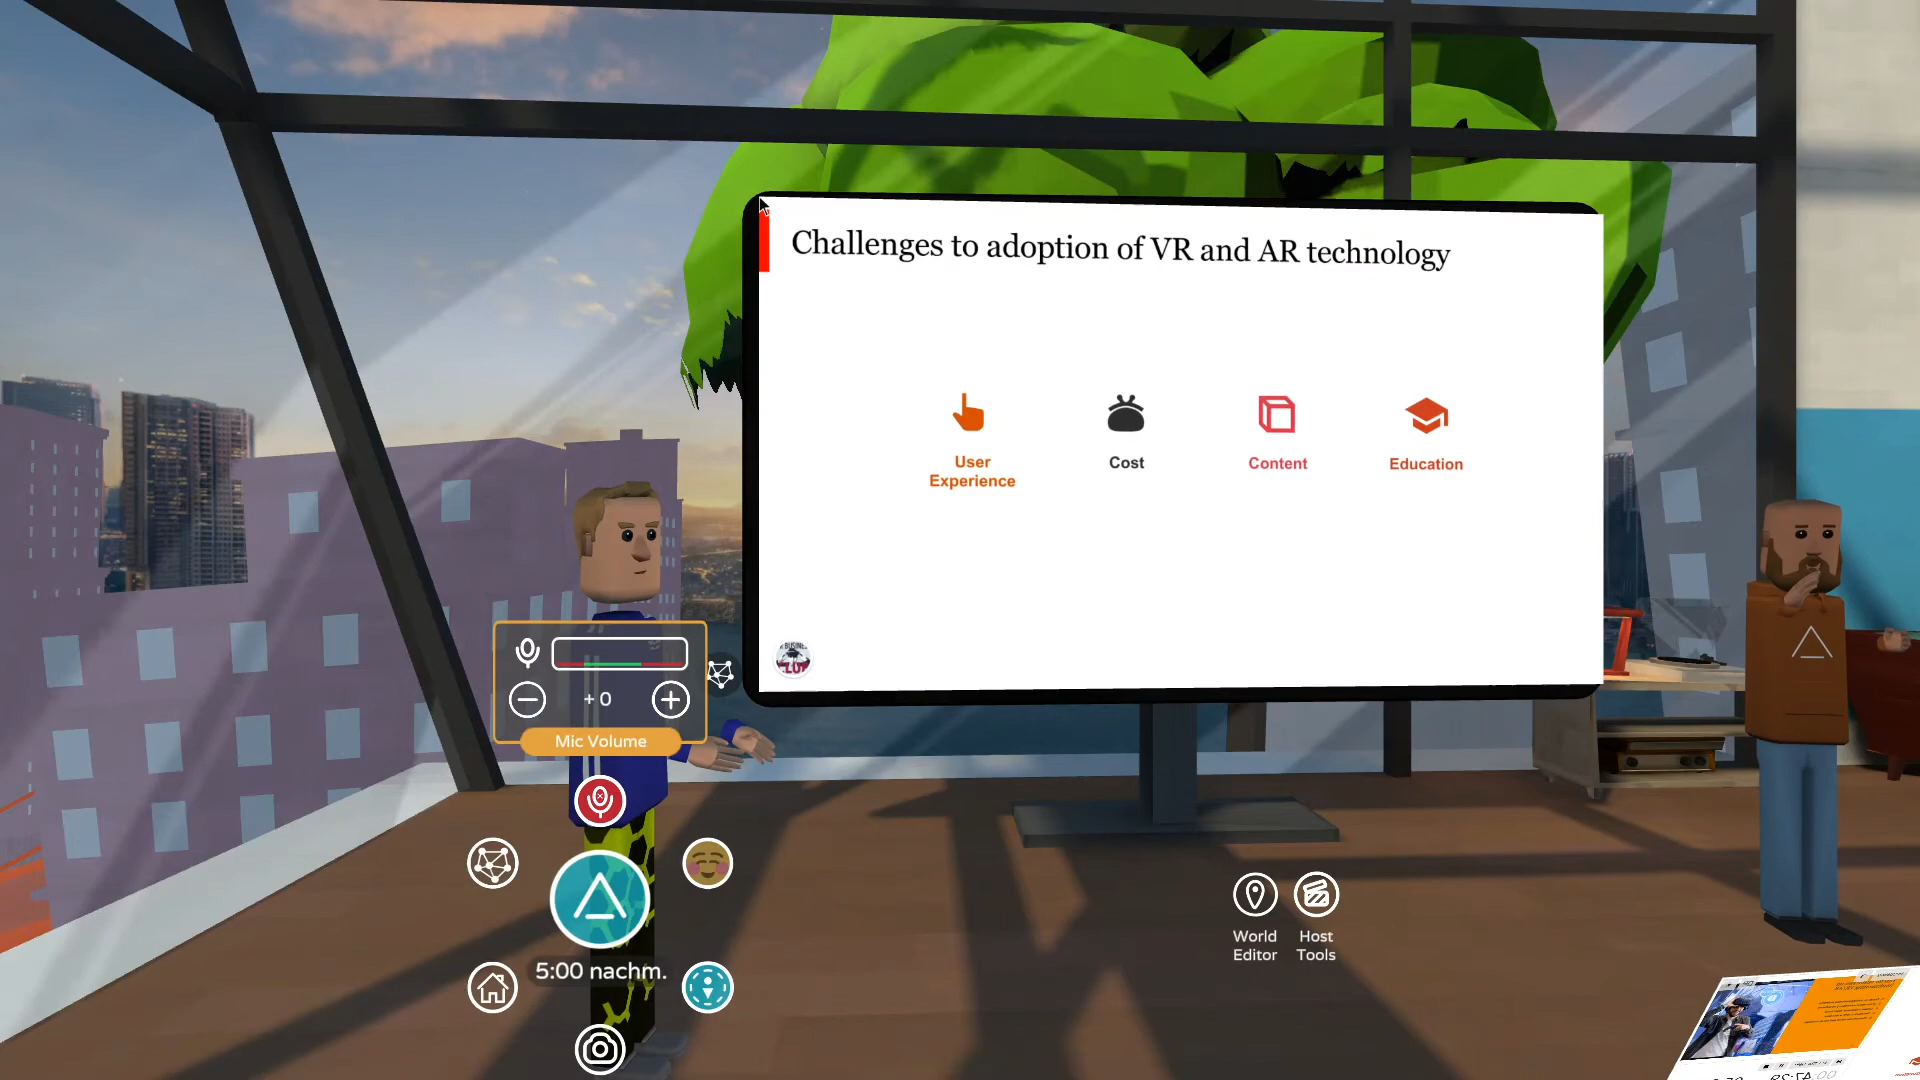 Challenges to adoption of VR and AR technology
User
Experience
Cost
Content
Education
+ 0
Mic Volume
5:00 nachm.
World
Editor
Host
Tools